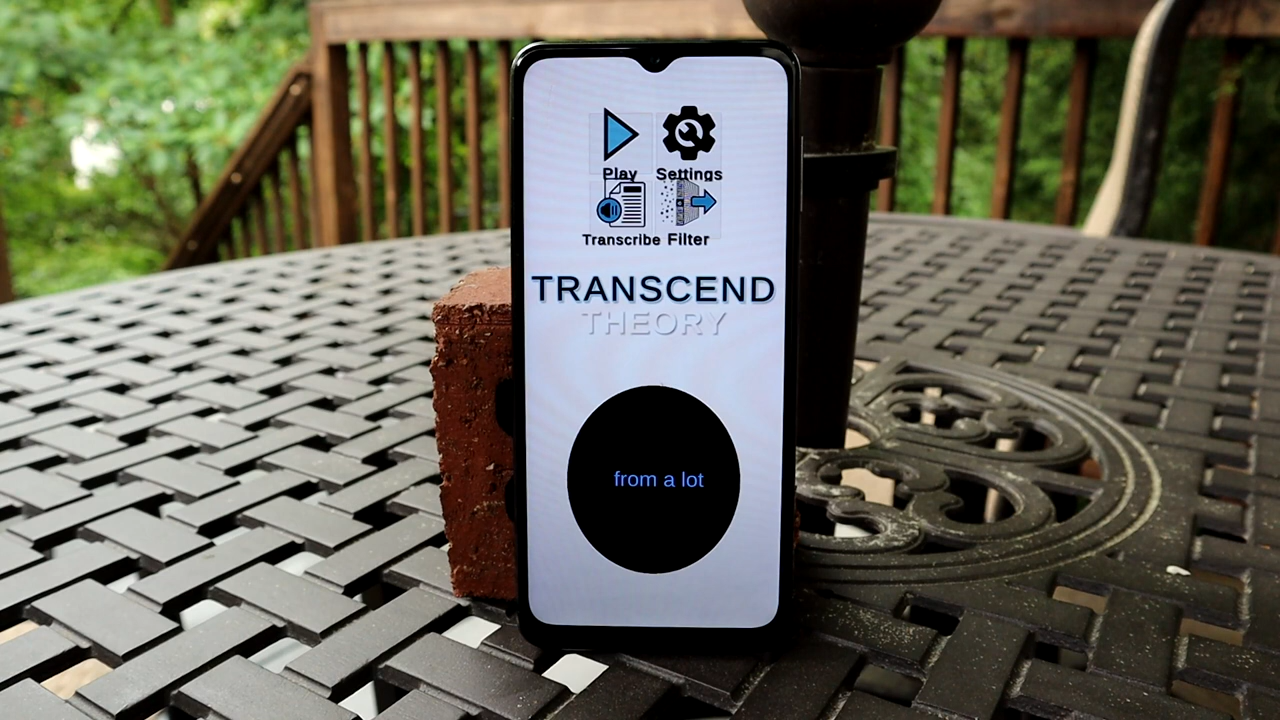 Play Settings
Transcribe Filter
TRANSCEND
THEORY
from a lot